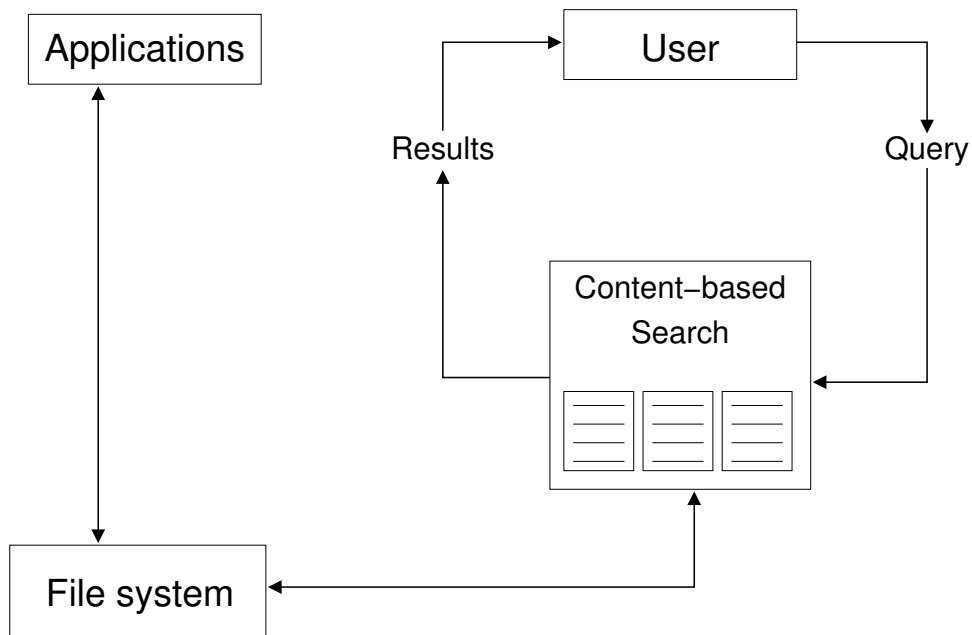 Applications
User
Results
Query
Content−based
Search
File system